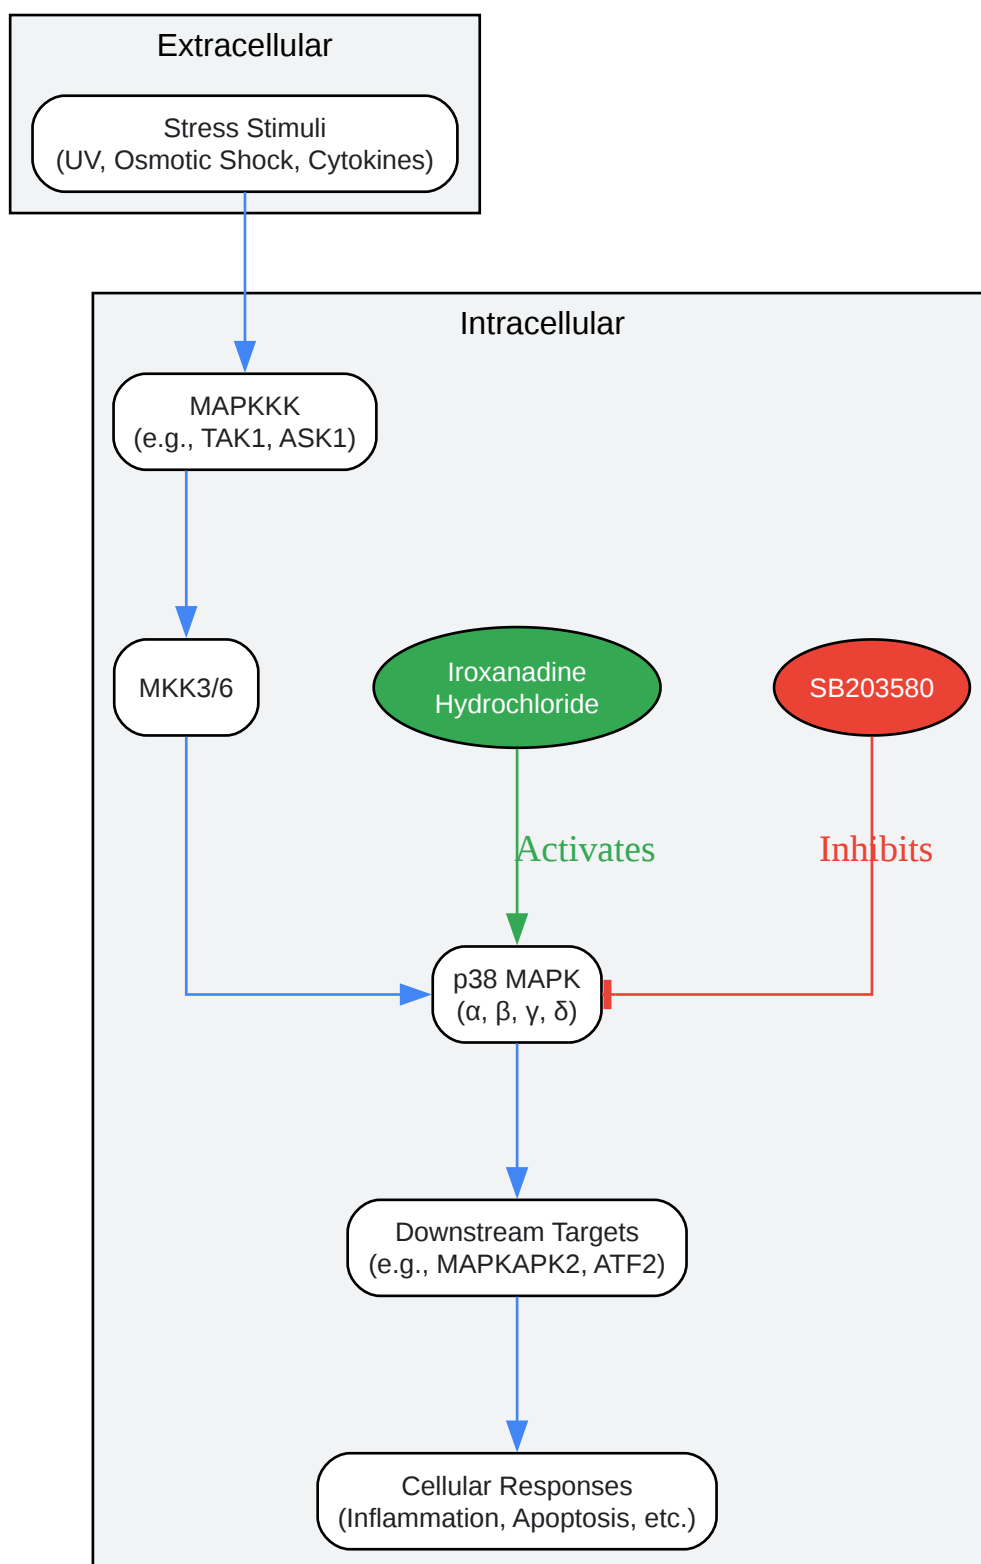 Extracellular
Stress Stimuli
(UV, Osmotic Shock, Cytokines)
Intracellular
MAPKKK
(e.g., TAK1, ASK1)
MKK3/6
Iroxanadine
Hydrochloride
SB203580
Activates
Inhibits
p38 MAPK
(α, β, γ, δ)
Downstream Targets
(e.g., MAPKAPK2, ATF2)
Cellular Responses
(Inflammation, Apoptosis, etc.)